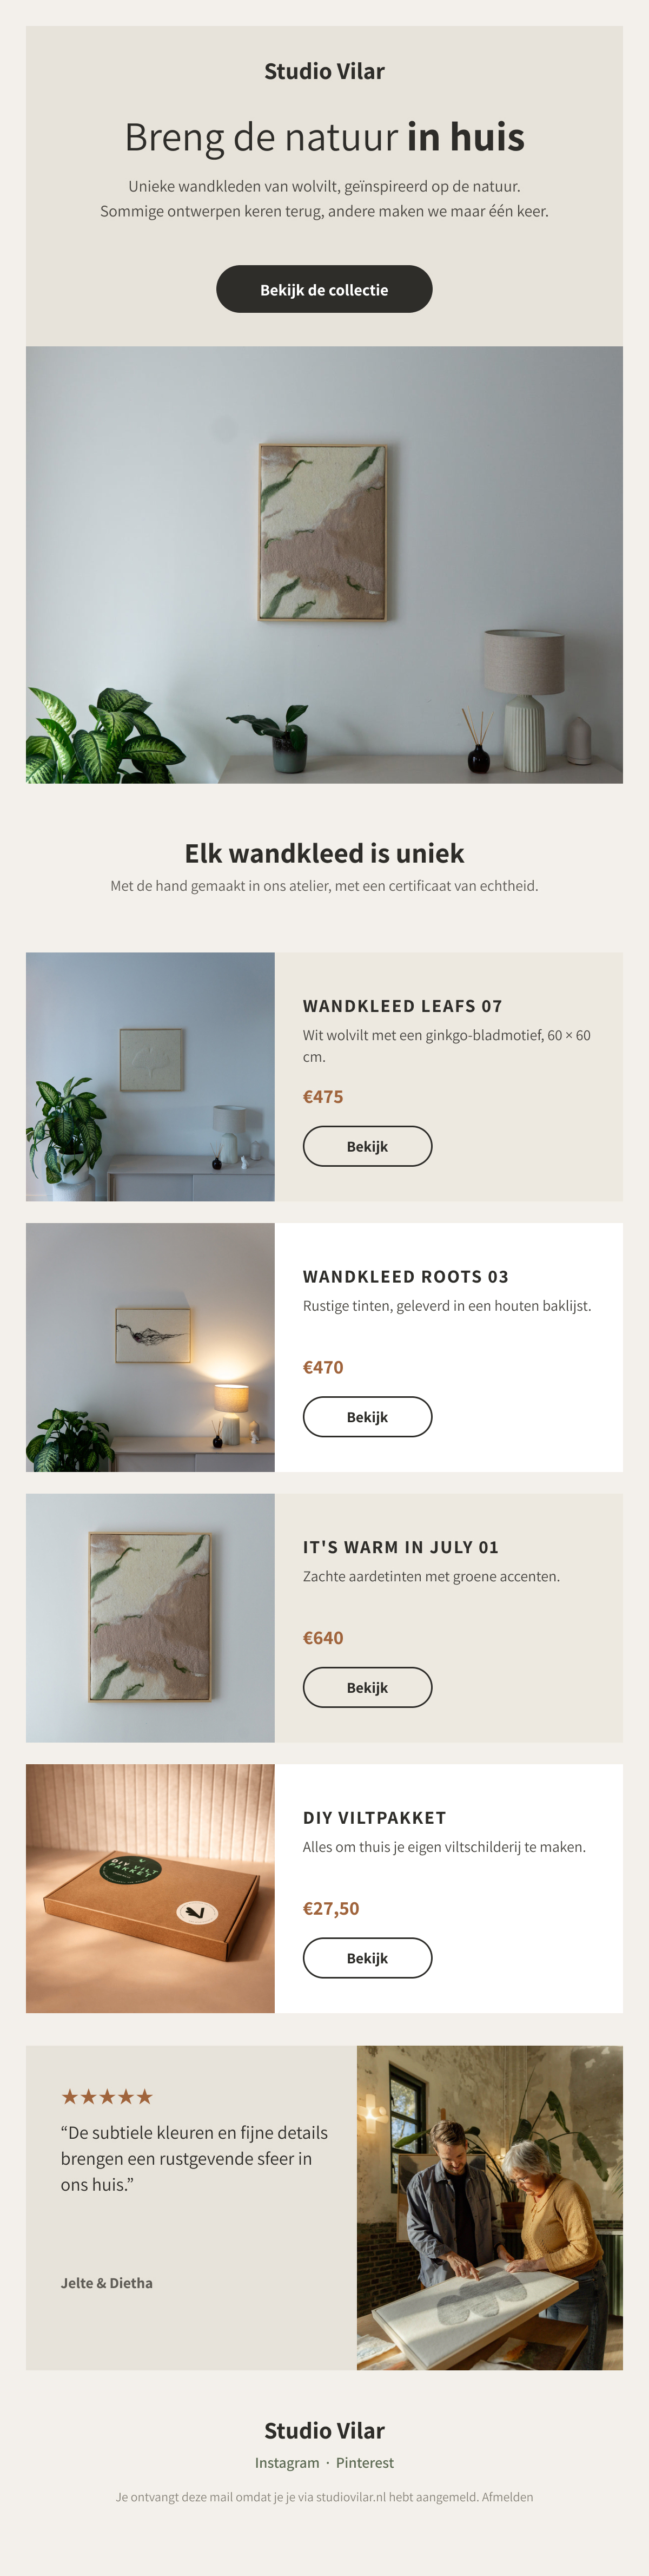 Studio Vilar
Breng de natuur in huis
Unieke wandkleden van wolvilt, geïnspireerd op de natuur.
Sommige ontwerpen keren terug, andere maken we maar één keer.
Bekijk de collectie
Elk wandkleed is uniek
Met de hand gemaakt in ons atelier, met een certificaat van echtheid.
WANDKLEED LEAFS 07
Wit wolvilt met een ginkgo-bladmotief, 60 × 60
cm.
€475
Bekijk
WANDKLEED ROOTS 03
Rustige tinten, geleverd in een houten baklijst.
€470
Bekijk
IT'S WARM IN JULY 01
Zachte aardetinten met groene accenten.
€640
Bekijk
DIY VILT
PAKKET
DIY VILTPAKKET
Alles om thuis je eigen viltschilderij te maken.
€27,50
Bekijk
★★★★★
“De subtiele kleuren en fijne details
brengen een rustgevende sfeer in
ons huis.”
Jelte & Dietha
Studio Vilar
Instagram · Pinterest
Je ontvangt deze mail omdat je je via studiovilar.nl hebt aangemeld. Afmelden